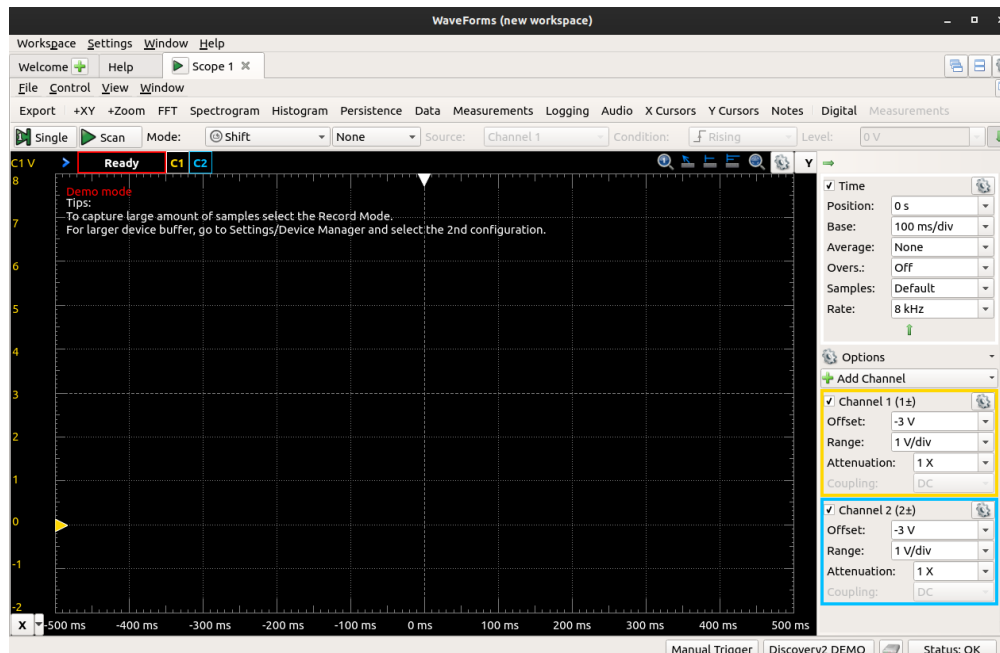 WaveForms (new workspace)
Workspace Settings Window Help
Welcome Help Scope 1
File Control View Window
Export +XY +Zoom FFT Spectrogram Histogram Persistence Data Measurements Logging Audio X Cursors Y Cursors Notes Digital Measurements
Single Scan Mode: Shift None Source: Channel 1 Condition: Rising Level: 0 V
C1 V Ready C1 C2 Y
Demo mode
Tips:
To capture large amount of samples select the Record Mode.
For larger device buffer, go to Settings/Device Manager and select the 2nd configuration.
8
7
6
5
4
3
2
1
0
-1
-2
X -500 ms -400 ms -300 ms -200 ms -100 ms 0 ms 100 ms 200 ms 300 ms 400 ms 500 ms
Time
Position: 0 s
Base: 100 ms/div
Average: None
Overs.: Off
Samples: Default
Rate: 8 kHz
Options
Add Channel
Channel 1 (1±)
Offset: -3 V
Range: 1 V/div
Attenuation: 1 X
Coupling: DC
Channel 2 (2±)
Offset: -3 V
Range: 1 V/div
Attenuation: 1 X
Coupling: DC
Manual Trigger Discovery2 DEMO Status: OK